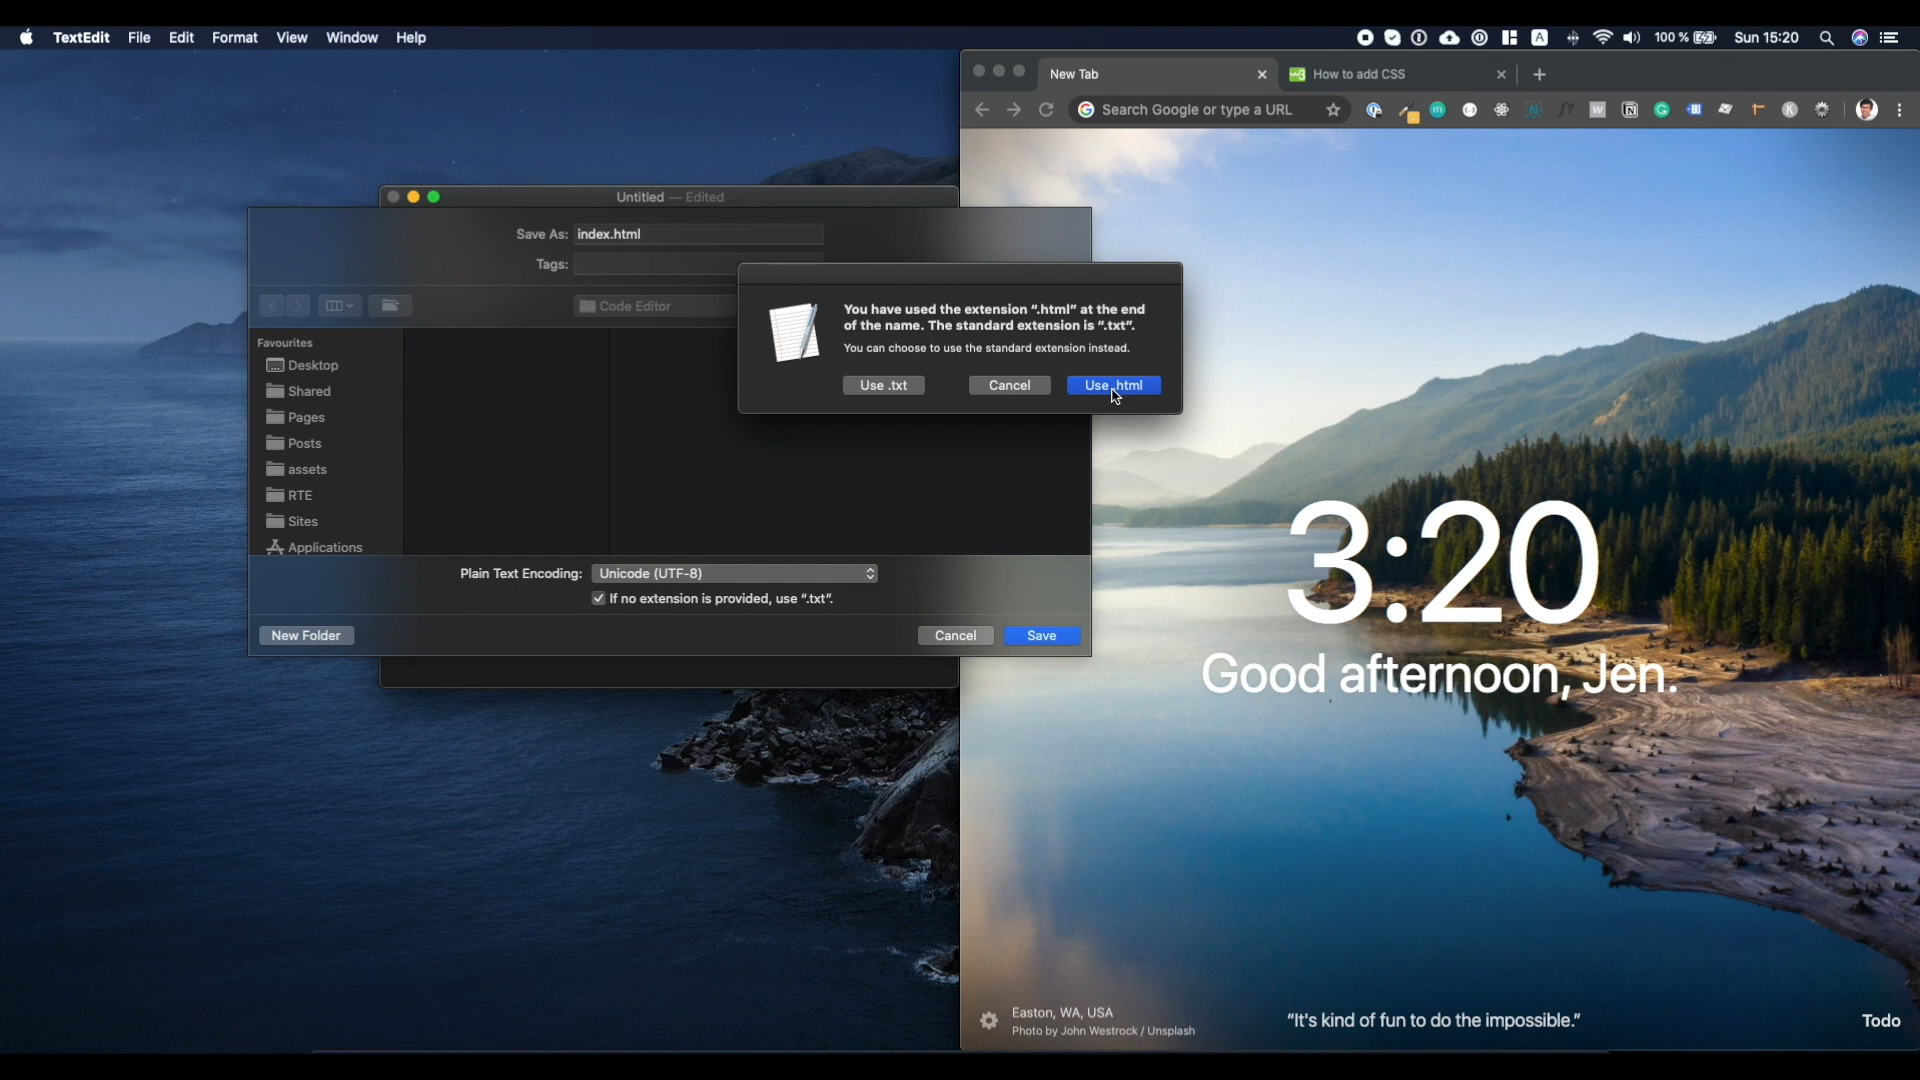 TextEdit File Edit Format View Window Help
100 % Sun 15:20
New Tab
How to add CSS
Search Google or type a URL
Untitled — Edited
Save As: index.html
Tags:
Code Editor
You have used the extension “.html” at the end
of the name. The standard extension is “.txt”.
You can choose to use the standard extension instead.
Use .txt Cancel Use .html
Favourites
Desktop
Shared
Pages
Posts
assets
RTE
Sites
Applications
Plain Text Encoding: Unicode (UTF-8)
If no extension is provided, use “.txt”.
New Folder Cancel Save
3:20
Good afternoon, Jen.
Easton, WA, USA
Photo by John Westrock / Unsplash
“It's kind of fun to do the impossible.”
Todo